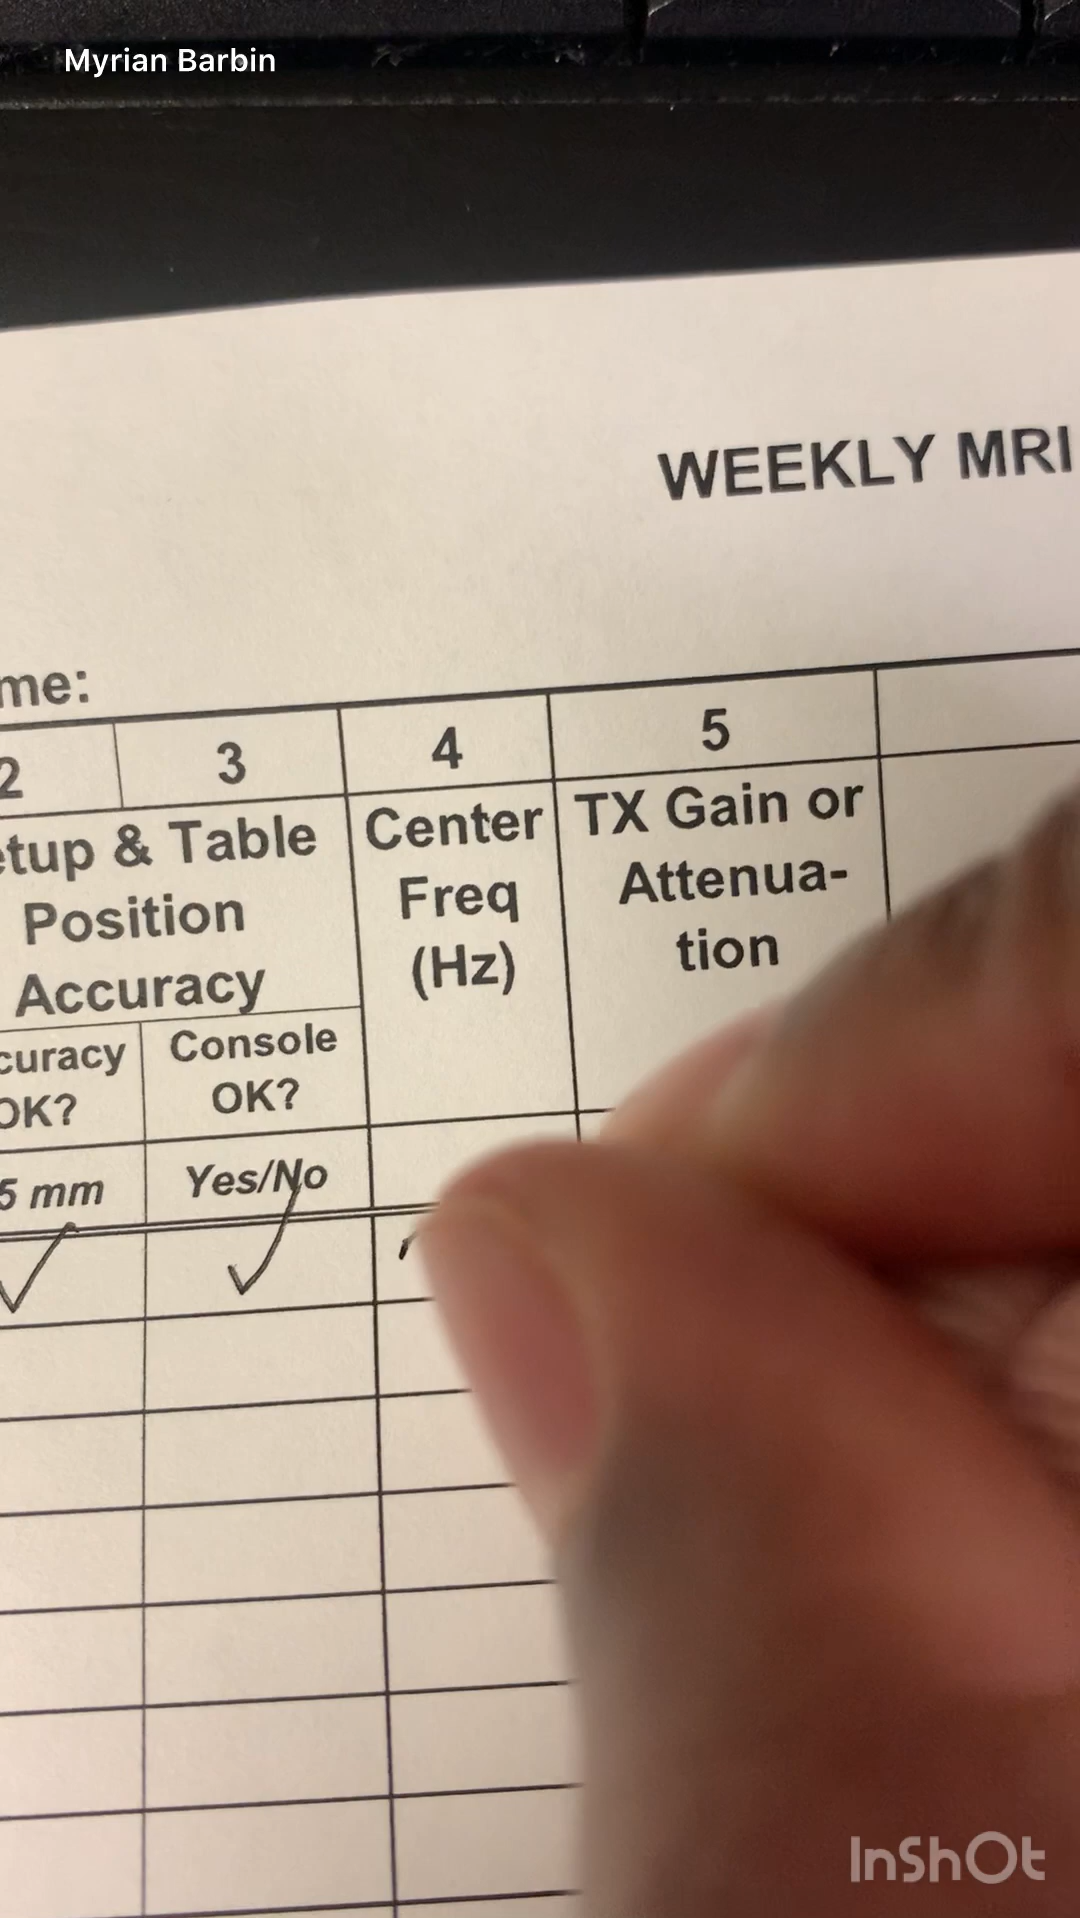 Myrian Barbin
WEEKLY MRI
me:
2 3 4 5
tup & Table
Position
Accuracy
Center
Freq
(Hz)
TX Gain or
Attenua-
tion
curacy
OK?
Console
OK?
5 mm
Yes/No
✓ ✓
InShOt